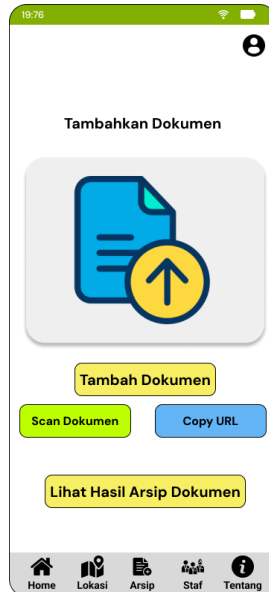 19:76
Tambahkan Dokumen
Tambah Dokumen
Scan Dokumen
Copy URL
Lihat Hasil Arsip Dokumen
Home Lokasi Arsip Staf Tentang